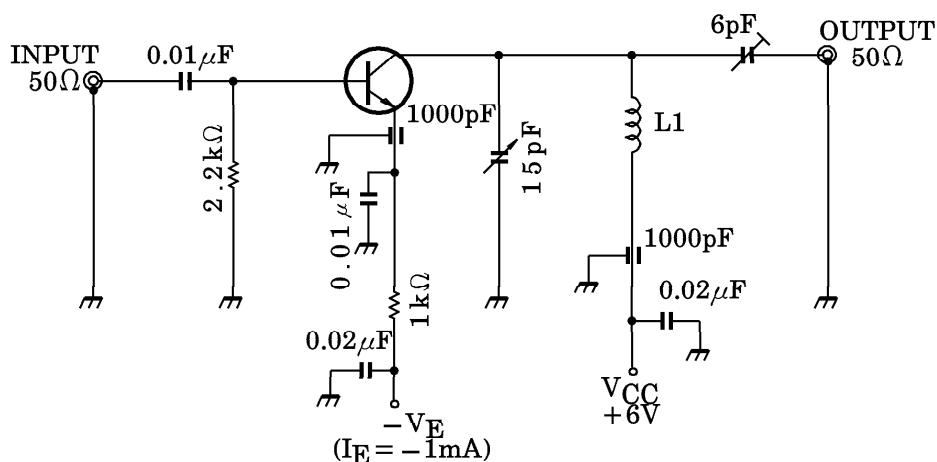 INPUT
50Ω
0.01μF
2.2kΩ
1000pF
0.01μF
1kΩ
0.02μF
−VE
(IE = −1mA)
15pF
L1
1000pF
0.02μF
VCC
+6V
6pF
OUTPUT
50Ω